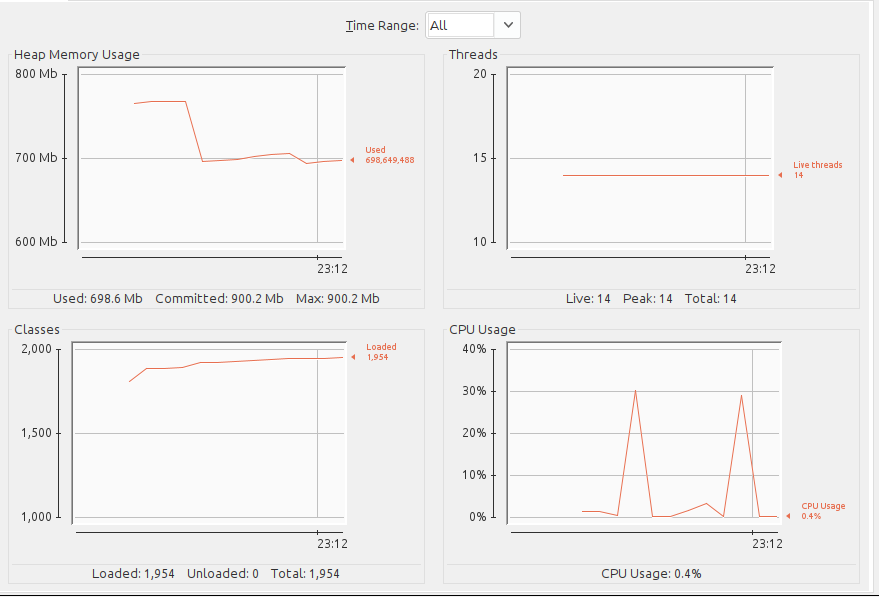 Time Range: All
Heap Memory Usage
800 Mb
700 Mb
600 Mb
Used
698,649,488
23:12
Used: 698.6 Mb Committed: 900.2 Mb Max: 900.2 Mb
Threads
20
15
10
Live threads
14
23:12
Live: 14 Peak: 14 Total: 14
Classes
2,000
1,500
1,000
Loaded
1,954
23:12
Loaded: 1,954 Unloaded: 0 Total: 1,954
CPU Usage
40%
30%
20%
10%
0%
CPU Usage
0.4%
23:12
CPU Usage: 0.4%